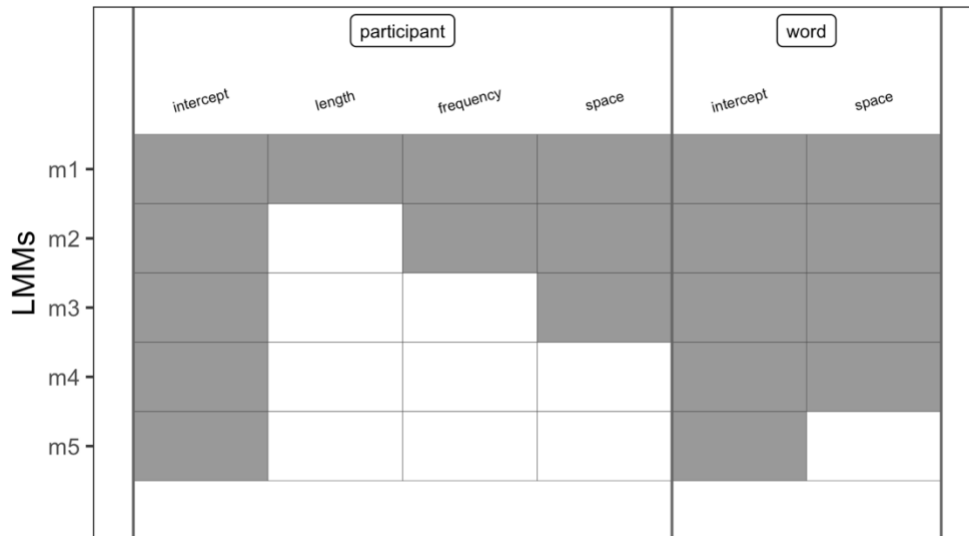 participant word
intercept length frequency space intercept space
m1
m2
m3
m4
m5
LMMs